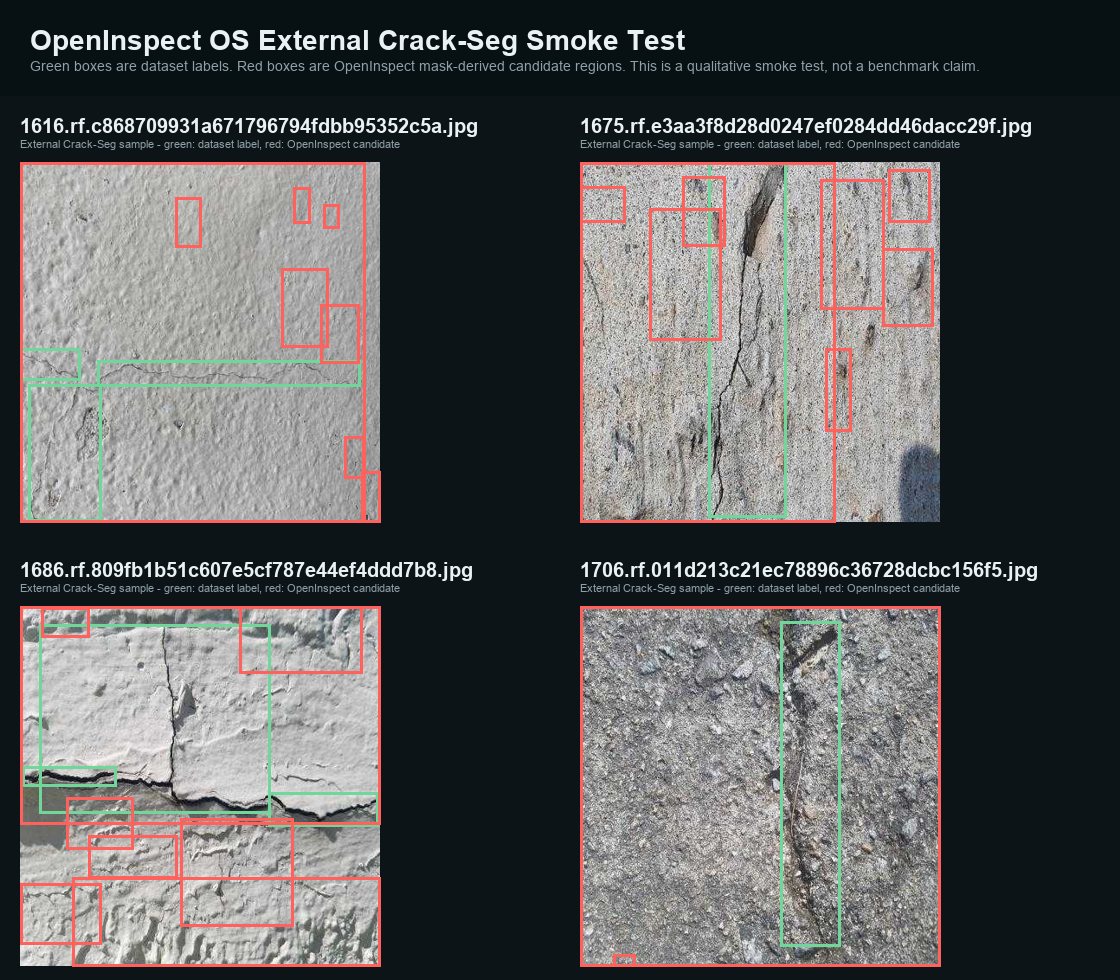 OpenInspect OS External Crack-Seg Smoke Test
Green boxes are dataset labels. Red boxes are OpenInspect mask-derived candidate regions. This is a qualitative smoke test, not a benchmark claim.
1616.rf.c868709931a671796794fdbb95352c5a.jpg
External Crack-Seg sample - green: dataset label, red: OpenInspect candidate
1675.rf.e3aa3f8d28d0247ef0284dd46dacc29f.jpg
External Crack-Seg sample - green: dataset label, red: OpenInspect candidate
1686.rf.809fb1b51c607e5cf787e44ef4ddd7b8.jpg
External Crack-Seg sample - green: dataset label, red: OpenInspect candidate
1706.rf.011d213c21ec78896c36728dcbc156f5.jpg
External Crack-Seg sample - green: dataset label, red: OpenInspect candidate